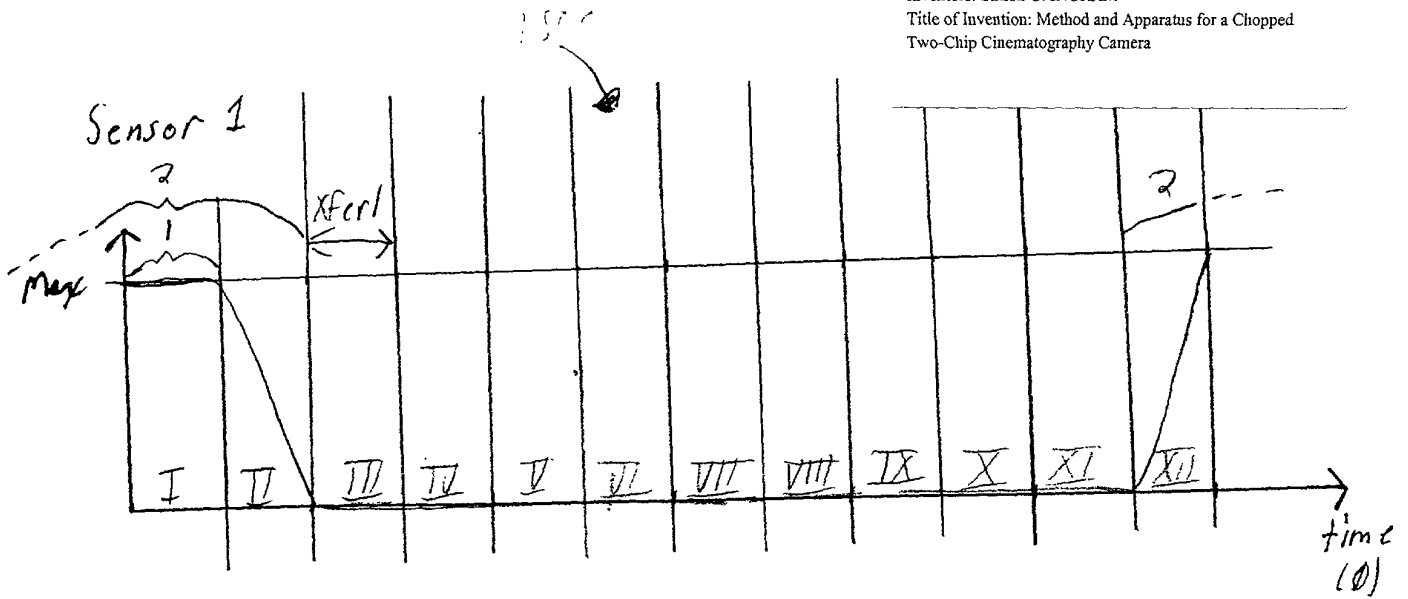 Title of Invention: Method and Apparatus for a Chopped
Two-Chip Cinematography Camera
Sensor 1
2
1
Xfer1
2
Max
I II III IV V VI VII VIII IX X XI XII
time
(Φ)